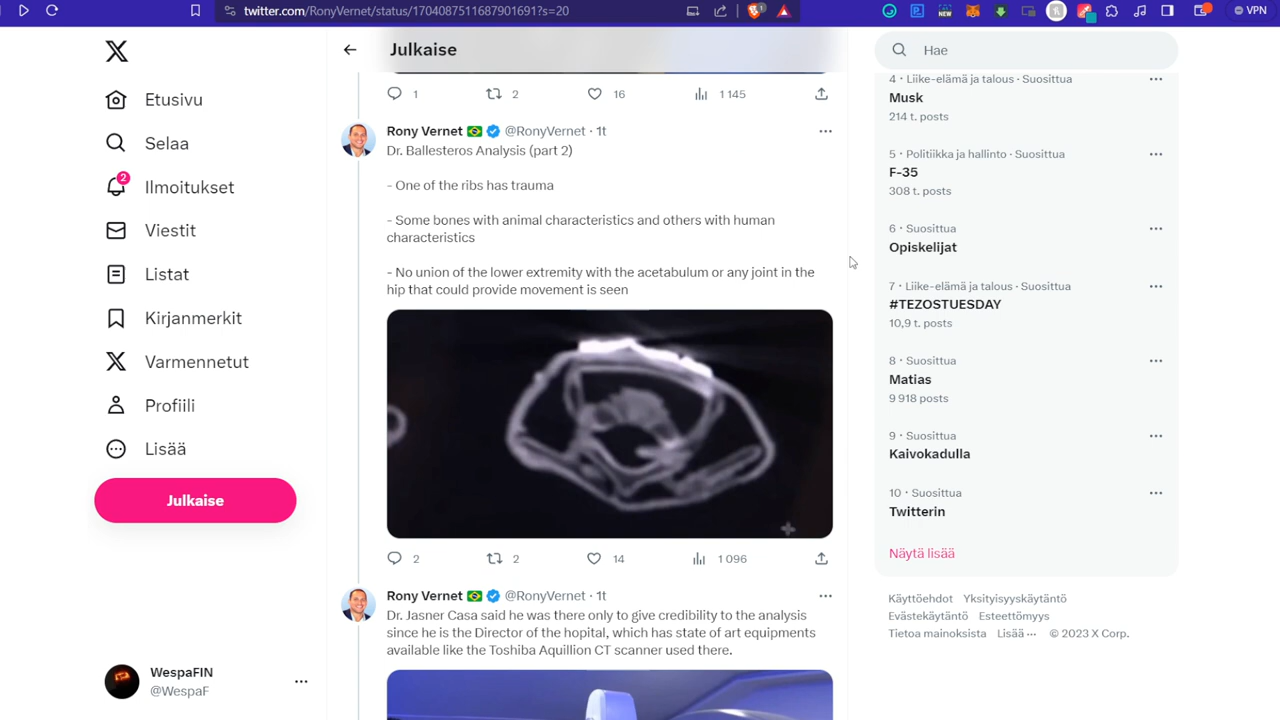 twitter.com/RonyVernet/status/1704087511687901691?s=20
VPN
NEW
1
Etusivu
Selaa
2
Ilmoitukset
Viestit
Listat
Kirjanmerkit
Varmennetut
Profiili
Lisää
Julkaise
WespaFIN
@WespaF
Julkaise
1
2
16
1 145
Rony Vernet @RonyVernet · 1t
Dr. Ballesteros Analysis (part 2)
- One of the ribs has trauma
- Some bones with animal characteristics and others with human
characteristics
- No union of the lower extremity with the acetabulum or any joint in the
hip that could provide movement is seen
2
2
14
1 096
Rony Vernet @RonyVernet · 1t
Dr. Jasner Casa said he was there only to give credibility to the analysis
since he is the Director of the hopital, which has state of art equipments
available like the Toshiba Aquillion CT scanner used there.
Hae
4 · Liike-elämä ja talous · Suosittua
Musk
214 t. posts
5 · Politiikka ja hallinto · Suosittua
F-35
308 t. posts
6 · Suosittua
Opiskelijat
7 · Liike-elämä ja talous · Suosittua
#TEZOSTUESDAY
10,9 t. posts
8 · Suosittua
Matias
9 918 posts
9 · Suosittua
Kaivokadulla
10 · Suosittua
Twitterin
Näytä lisää
Käyttöehdot Yksityisyyskäytäntö
Evästekäytäntö Esteettömyys
Tietoa mainoksista Lisää ··· © 2023 X Corp.